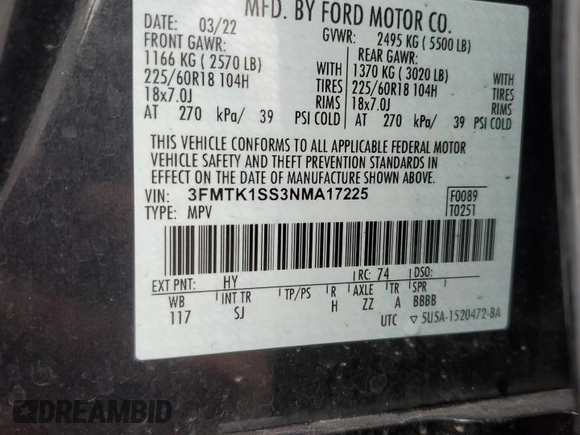 MFD. BY FORD MOTOR CO.
DATE: 03/22 GVWR: 2495 KG ( 5500 LB)
FRONT GAWR: REAR GAWR:
1166 KG ( 2570 LB) WITH 1370 KG ( 3020 LB) WITH
225/60R18 104H TIRES 225/60R18 104H TIRES
18x7.0J RIMS 18x7.0J RIMS
AT 270 kPa/ 39 PSI COLD AT 270 kPa/ 39 PSI COLD
THIS VEHICLE CONFORMS TO ALL APPLICABLE FEDERAL MOTOR
VEHICLE SAFETY AND THEFT PREVENTION STANDARDS IN
EFFECT ON THE DATE OF MANUFACTURE SHOWN ABOVE.
VIN: 3FMTK1SS3NMA17225 F0089
TYPE: MPV T0251
EXT PNT: HY RC: 74 DSO:
WB INT TR TP/PS R AXLE TR SPR
117 SJ H ZZ A BBBB
UTC ▽ 5U5A-1520472-BA
DREAMBID